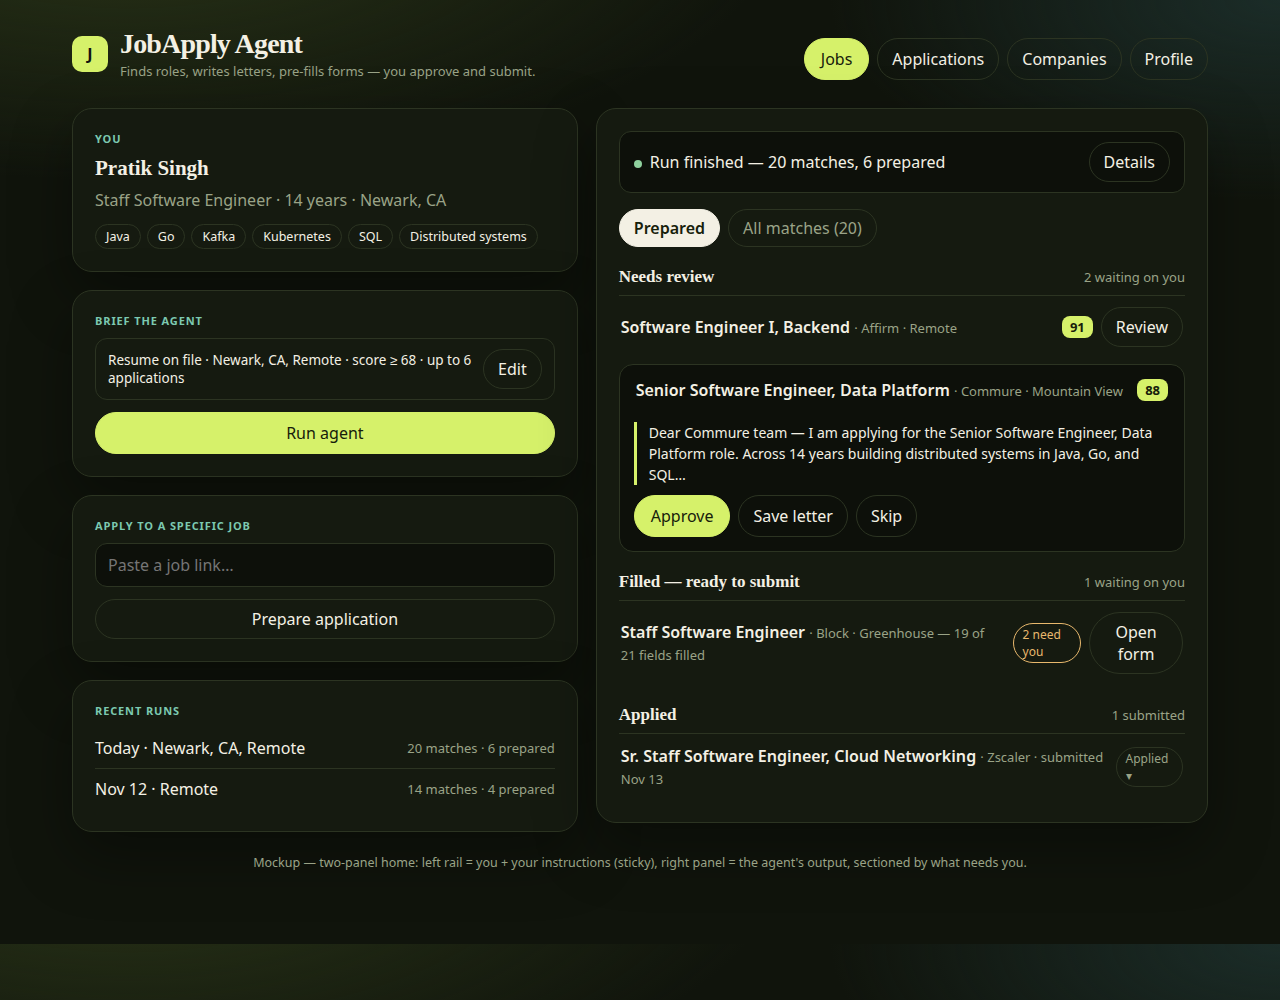 J
JobApply Agent
Finds roles, writes letters, pre-fills forms — you approve and submit.
Jobs
Applications
Companies
Profile
YOU
Pratik Singh
Staff Software Engineer · 14 years · Newark, CA
Java
Go
Kafka
Kubernetes
SQL
Distributed systems
BRIEF THE AGENT
Resume on file · Newark, CA, Remote · score ≥ 68 · up to 6
applications
Edit
Run agent
APPLY TO A SPECIFIC JOB
Paste a job link...
Prepare application
RECENT RUNS
Today · Newark, CA, Remote
20 matches · 6 prepared
Nov 12 · Remote
14 matches · 4 prepared
Run finished — 20 matches, 6 prepared
Details
Prepared
All matches (20)
Needs review
2 waiting on you
Software Engineer I, Backend · Affirm · Remote
91
Review
Senior Software Engineer, Data Platform · Commure · Mountain View
88
Dear Commure team — I am applying for the Senior Software Engineer, Data
Platform role. Across 14 years building distributed systems in Java, Go, and
SQL...
Approve
Save letter
Skip
Filled — ready to submit
1 waiting on you
Staff Software Engineer · Block · Greenhouse — 19 of
21 fields filled
2 need
you
Open
form
Applied
1 submitted
Sr. Staff Software Engineer, Cloud Networking · Zscaler · submitted
Nov 13
Applied
▾
Mockup — two-panel home: left rail = you + your instructions (sticky), right panel = the agent's output, sectioned by what needs you.